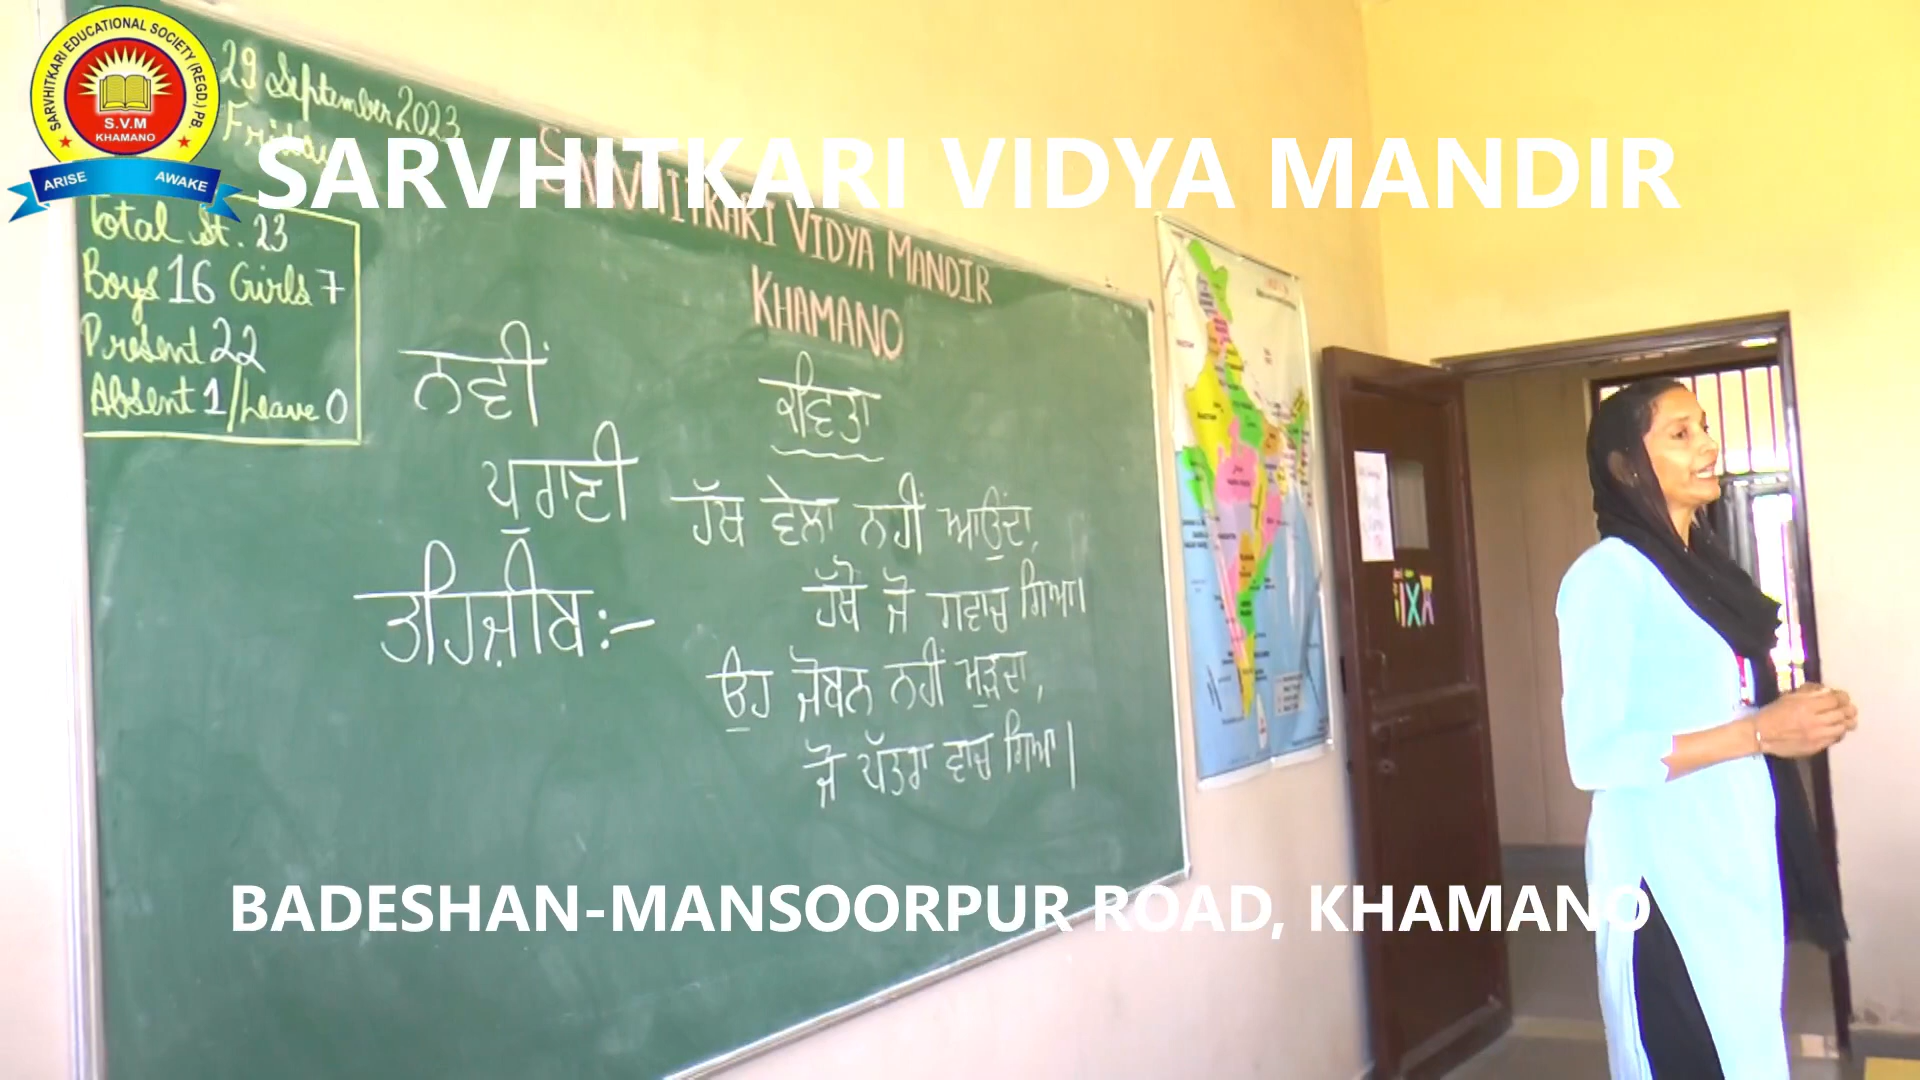 SARVHITKARI EDUCATIONAL SOCIETY (REGD.) PB.
S.V.M
KHAMANO
ARISE AWAKE
SARVHITKARI VIDYA MANDIR
29 September 2023
Friday
Total St. 23
Boys 16 Girls 7
Present 22
Absent 1/Leave 0
SARVHITKARI VIDYA MANDIR
KHAMANO
ਨਵੀਂ
ਪੁਰਾਣੀ
ਤਹਿਜ਼ੀਬ:-
ਕਵਿਤਾ
ਹੱਥ ਵੇਲਾ ਨਹੀਂ ਆਉਂਦਾ,
ਹੱਥੋਂ ਜੋ ਗਵਾਚ ਗਿਆ।
ਉਹ ਜੋਬਨ ਨਹੀਂ ਮੁੜਦਾ,
ਜੋ ਪੱਤਰਾ ਵਾਚ ਗਿਆ।
BADESHAN-MANSOORPUR ROAD, KHAMANO